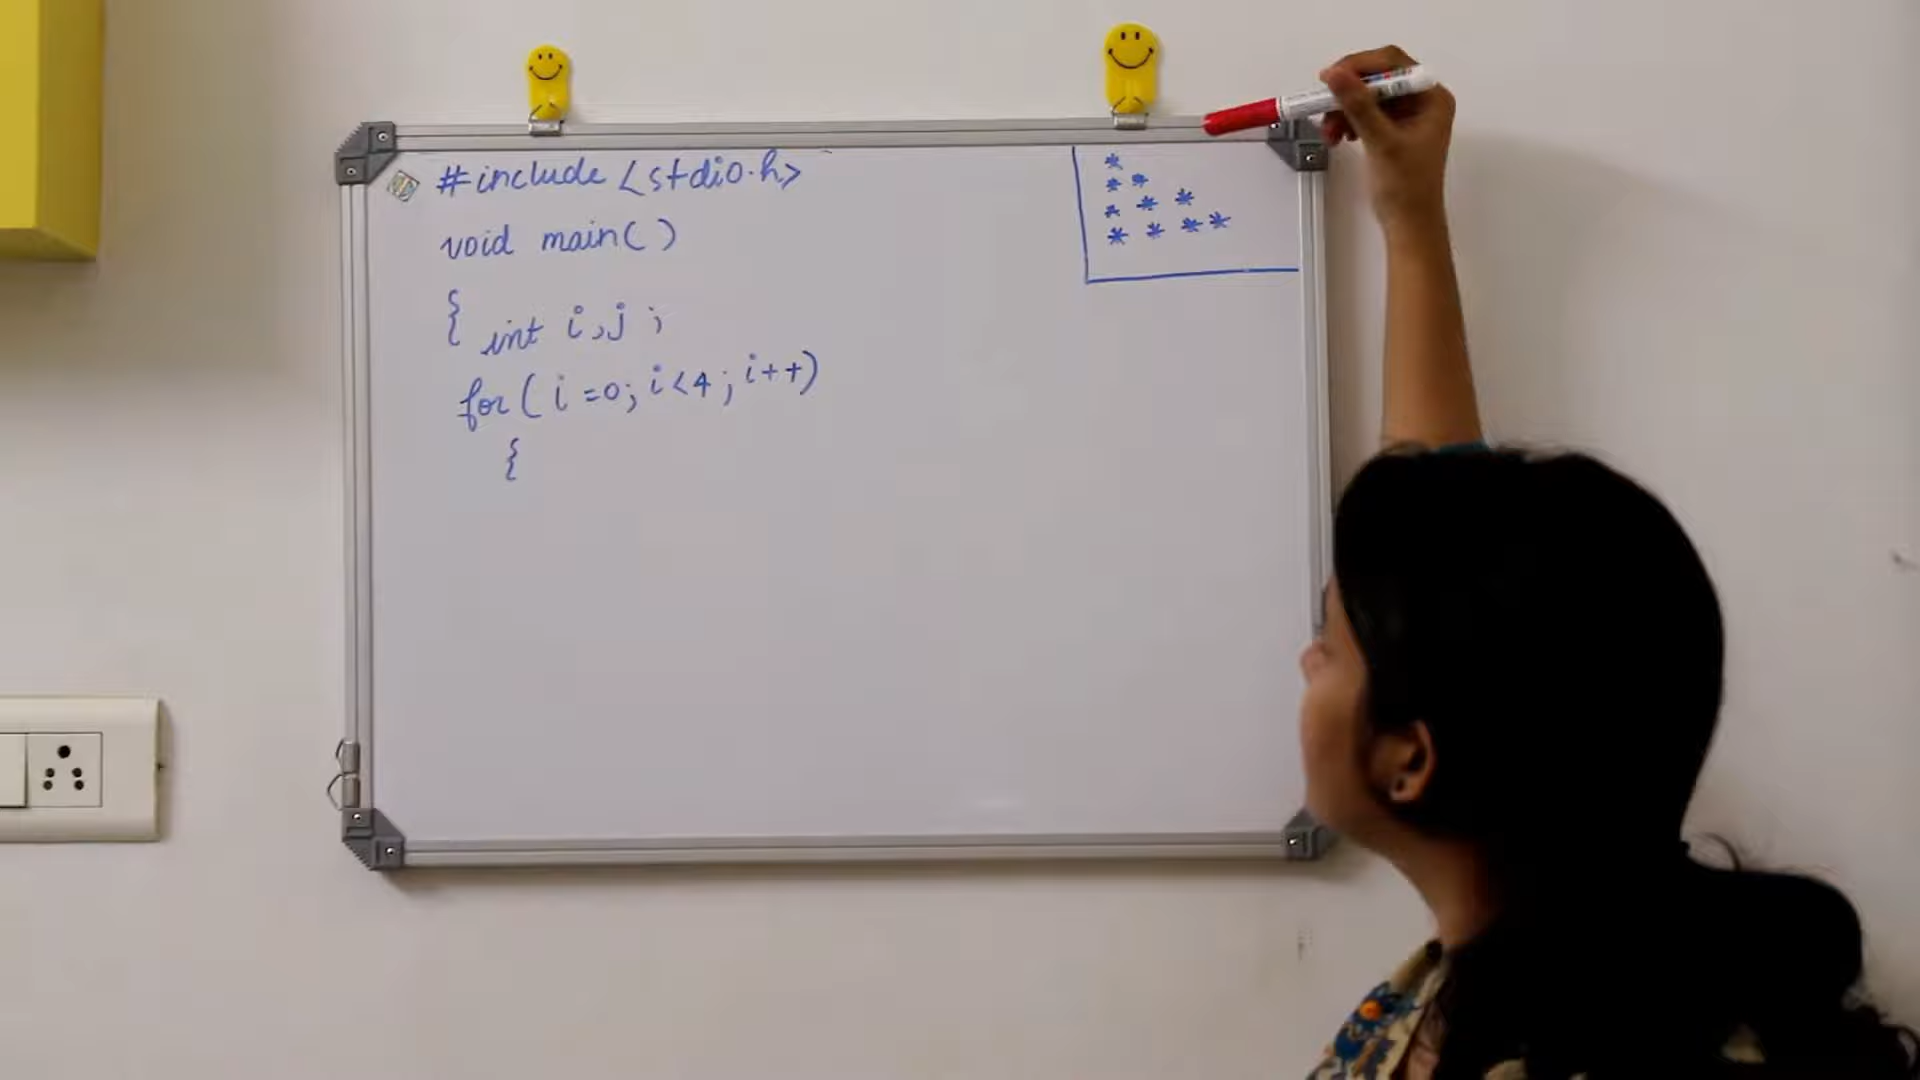 #include <stdio.h>
void main()
{ int i,j ;
for( i=0; i<4 ; i++)
{
*
* *
* * *
* * * *